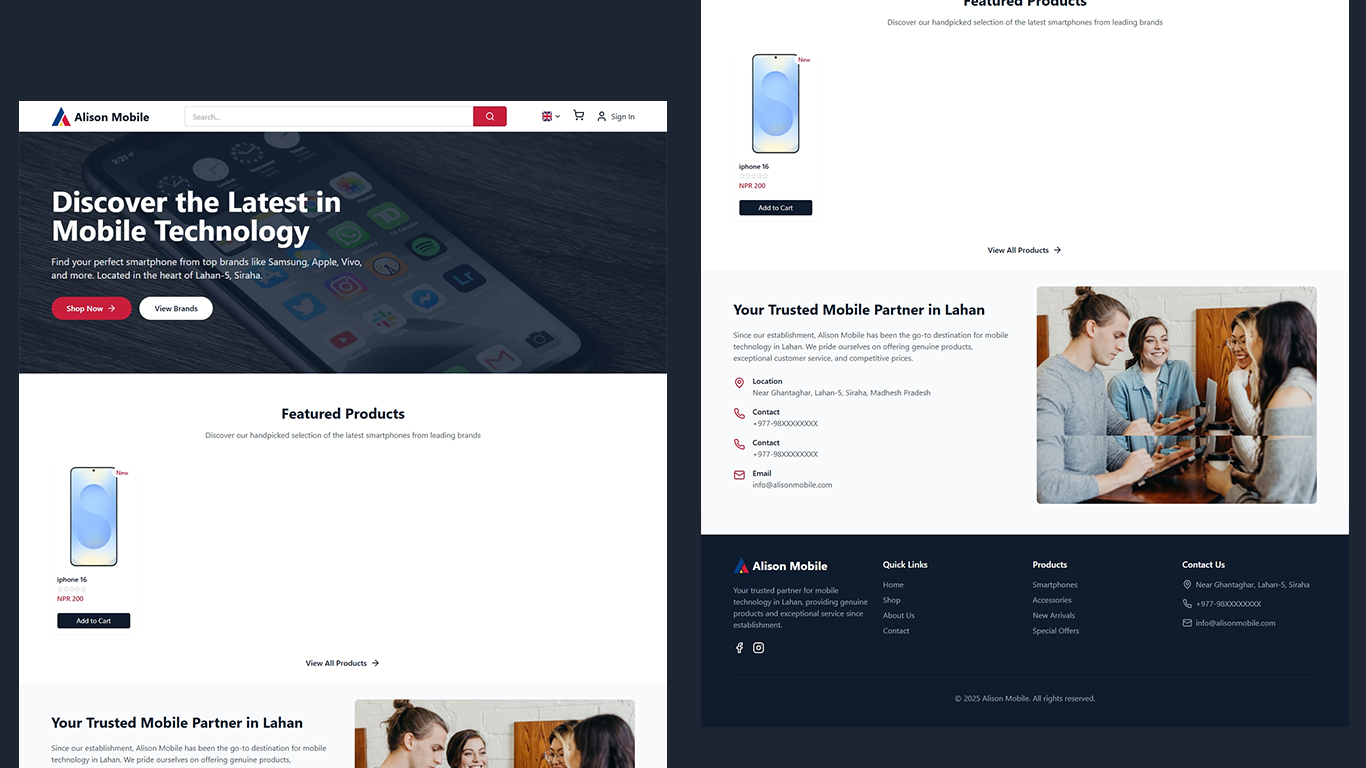 Alison Mobile
Search...
Sign In
2:21
Discover the Latest in
Mobile Technology
Find your perfect smartphone from top brands like Samsung, Apple, Vivo,
and more. Located in the heart of Lahan-5, Siraha.
Shop Now
View Brands
Featured Products
Discover our handpicked selection of the latest smartphones from leading brands
New
iphone 16
NPR 200
Add to Cart
View All Products
Your Trusted Mobile Partner in Lahan
Since our establishment, Alison Mobile has been the go-to destination for mobile
technology in Lahan. We pride ourselves on offering genuine products,
Featured Products
Discover our handpicked selection of the latest smartphones from leading brands
New
iphone 16
NPR 200
Add to Cart
View All Products
Your Trusted Mobile Partner in Lahan
Since our establishment, Alison Mobile has been the go-to destination for mobile
technology in Lahan. We pride ourselves on offering genuine products,
exceptional customer service, and competitive prices.
Location
Near Ghantaghar, Lahan-5, Siraha, Madhesh Pradesh
Contact
+977-98XXXXXXXX
Contact
+977-98XXXXXXXX
Email
info@alisonmobile.com
Alison Mobile
Your trusted partner for mobile
technology in Lahan, providing genuine
products and exceptional service since
establishment.
Quick Links
Home
Shop
About Us
Contact
Products
Smartphones
Accessories
New Arrivals
Special Offers
Contact Us
Near Ghantaghar, Lahan-5, Siraha
+977-98XXXXXXXX
info@alisonmobile.com
© 2025 Alison Mobile. All rights reserved.